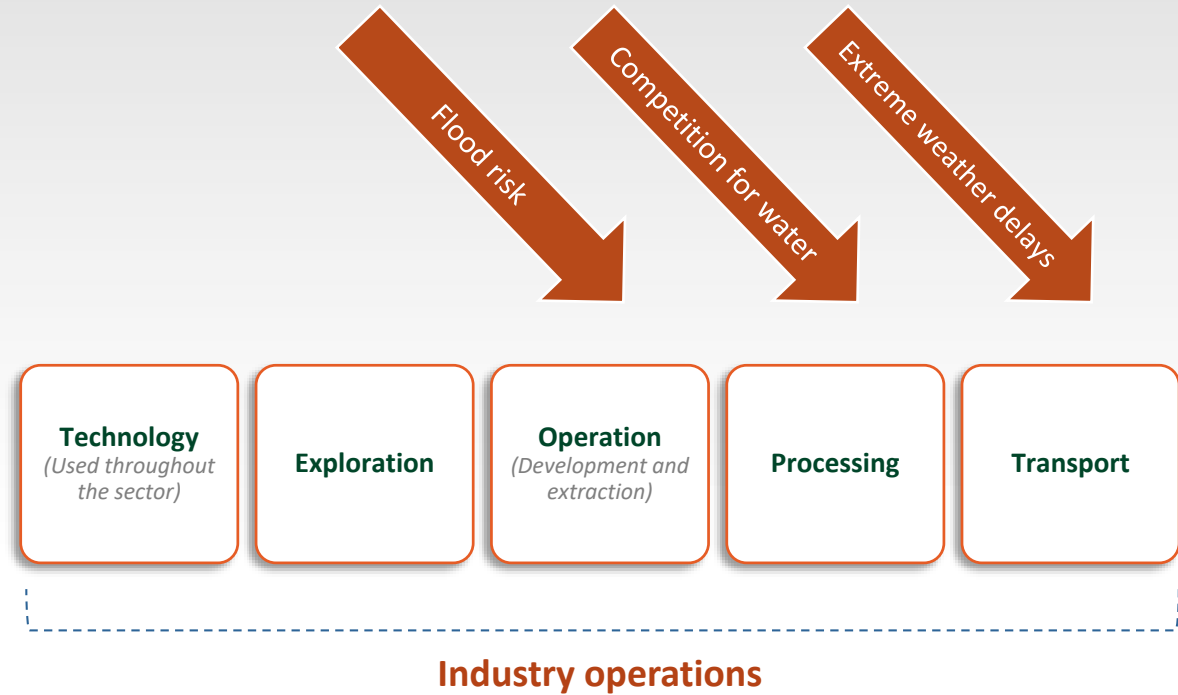 Flood risk
Competition for water
Extreme weather delays
Technology
(Used throughout
the sector)
Exploration
Operation
(Development and
extraction)
Processing
Transport
Industry operations